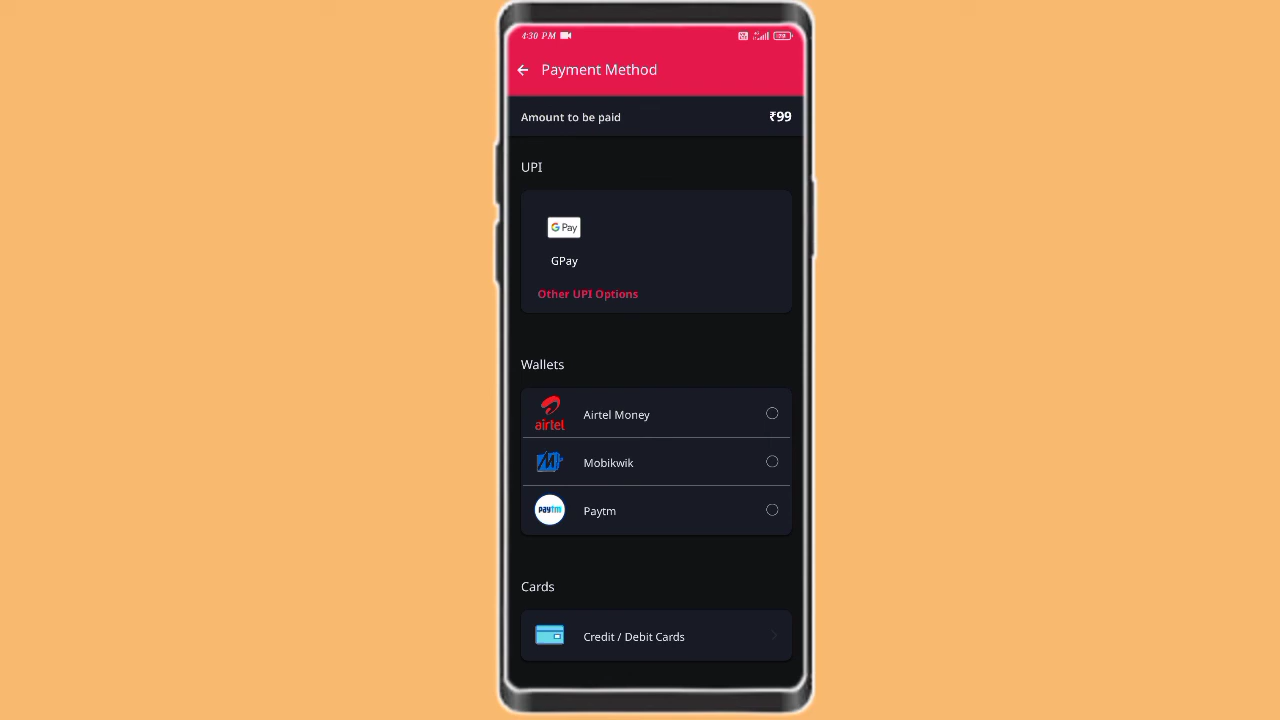 4:30 PM
Payment Method
Amount to be paid ₹99
UPI
G Pay
GPay
Other UPI Options
Wallets
airtel Airtel Money
Mobikwik
paytm Paytm
Cards
Credit / Debit Cards